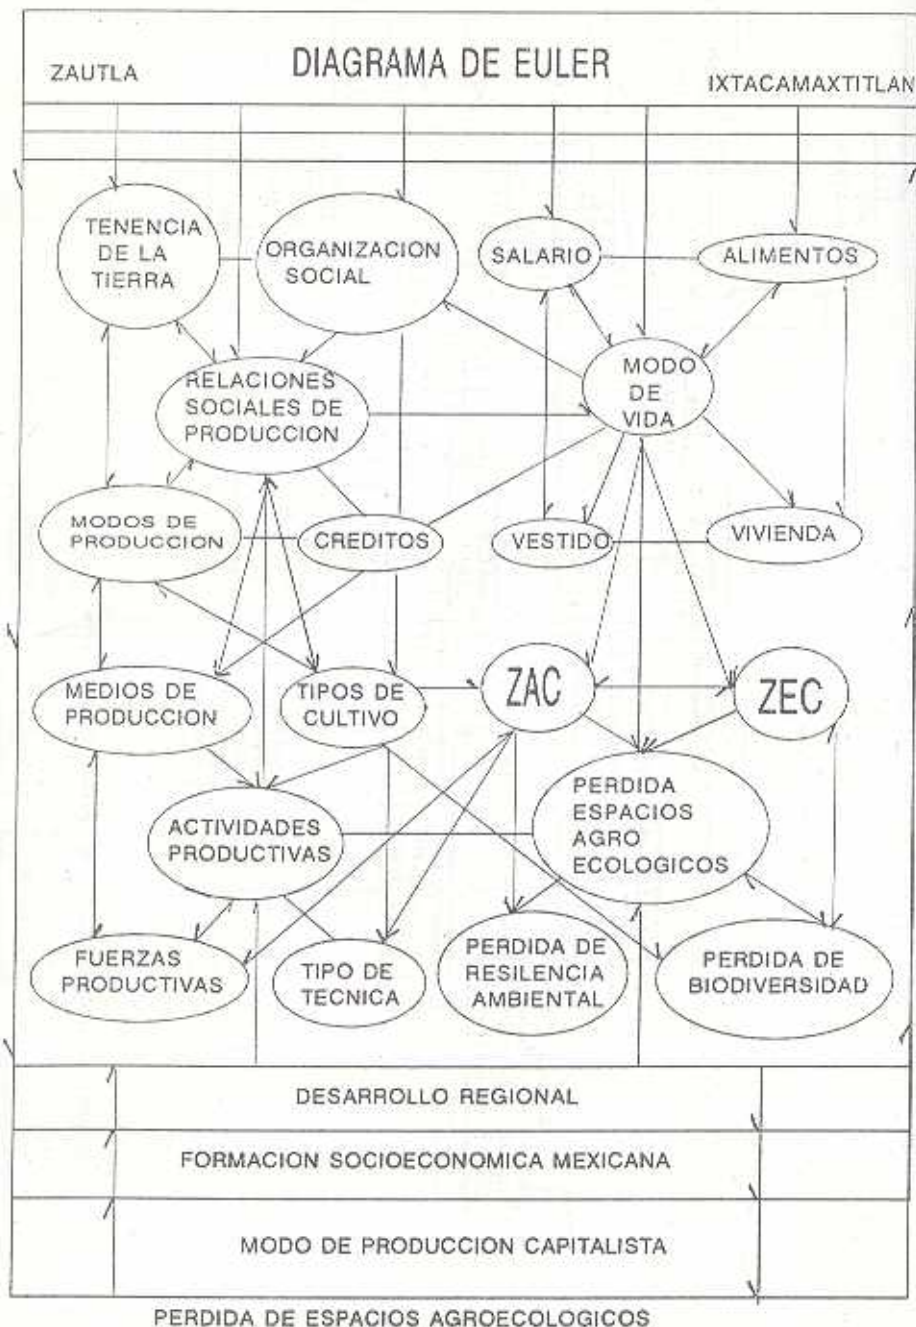 DIAGRAMA DE EULER
ZAUTLA
IXTACAMAXTITLAN
TENENCIA
DE LA
TIERRA
ORGANIZACION
SOCIAL
SALARIO
ALIMENTOS
RELACIONES
SOCIALES DE
PRODUCCION
MODO
DE
VIDA
MODOS DE
PRODUCCION
CREDITOS
VESTIDO
VIVIENDA
MEDIOS DE
PRODUCCION
TIPOS DE
CULTIVO
ZAC
ZEC
ACTIVIDADES
PRODUCTIVAS
PERDIDA
ESPACIOS
AGRO
ECOLOGICOS
FUERZAS
PRODUCTIVAS
TIPO DE
TECNICA
PERDIDA DE
RESILENCIA
AMBIENTAL
PERDIDA DE
BIODIVERSIDAD
DESARROLLO REGIONAL
FORMACION SOCIOECONOMICA MEXICANA
MODO DE PRODUCCION CAPITALISTA
PERDIDA DE ESPACIOS AGROECOLOGICOS